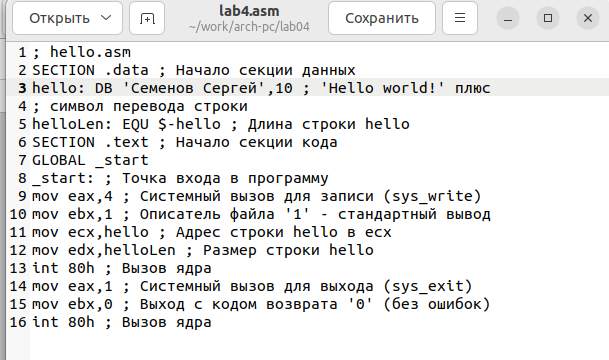 Открыть
lab4.asm
~/work/arch-pc/lab04
Сохранить
1 ; hello.asm
2 SECTION .data ; Начало секции данных
3 hello: DB 'Семенов Сергей',10 ; 'Hello world!' плюс
4 ; символ перевода строки
5 helloLen: EQU $-hello ; Длина строки hello
6 SECTION .text ; Начало секции кода
7 GLOBAL _start
8 _start: ; Точка входа в программу
9 mov eax,4 ; Системный вызов для записи (sys_write)
10 mov ebx,1 ; Описатель файла '1' - стандартный вывод
11 mov ecx,hello ; Адрес строки hello в ecx
12 mov edx,helloLen ; Размер строки hello
13 int 80h ; Вызов ядра
14 mov eax,1 ; Системный вызов для выхода (sys_exit)
15 mov ebx,0 ; Выход с кодом возврата '0' (без ошибок)
16 int 80h ; Вызов ядра